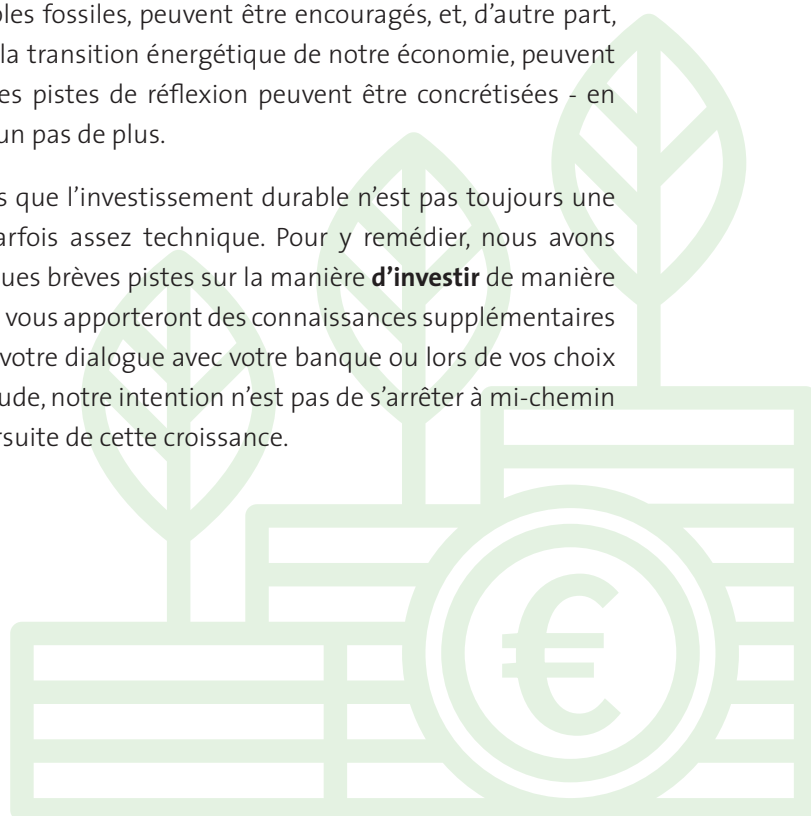 bles fossiles, peuvent être encouragés, et, d’autre part,
la transition énergétique de notre économie, peuvent
es pistes de réflexion peuvent être concrétisées - en
un pas de plus.
s que l’investissement durable n’est pas toujours une
arfois assez technique. Pour y remédier, nous avons
ues brèves pistes sur la manière d’investir de manière
vous apporteront des connaissances supplémentaires
votre dialogue avec votre banque ou lors de vos choix
ude, notre intention n’est pas de s’arrêter à mi-chemin
rsuite de cette croissance.
€